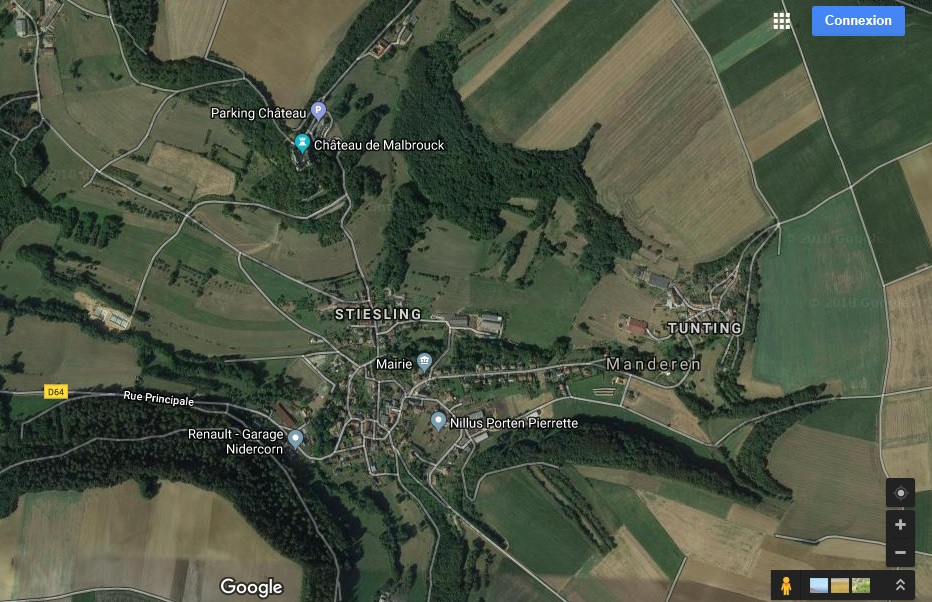 Connexion
P
Parking Château
Château de Malbrouck
STIESLING
TUNTING
Mairie
Manderen
D64
Rue Principale
Nillus Porten Pierrette
Renault - Garage
Nidercorn
Google